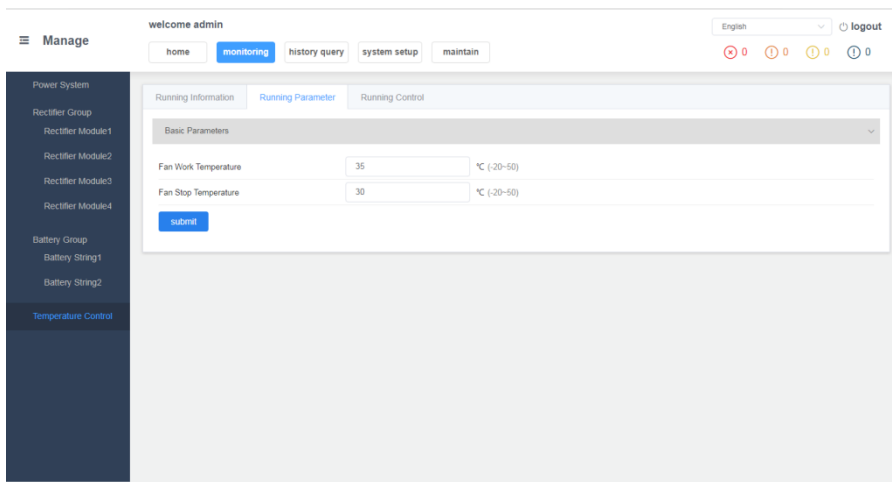 Manage
welcome admin
English
logout
home monitoring history query system setup maintain
0 0 0 0
Power System
Rectifier Group
Rectifier Module1
Rectifier Module2
Rectifier Module3
Rectifier Module4
Battery Group
Battery String1
Battery String2
Temperature Control
Running Information Running Parameter Running Control
Basic Parameters
Fan Work Temperature 35 ℃ (-20~50)
Fan Stop Temperature 30 ℃ (-20~50)
submit